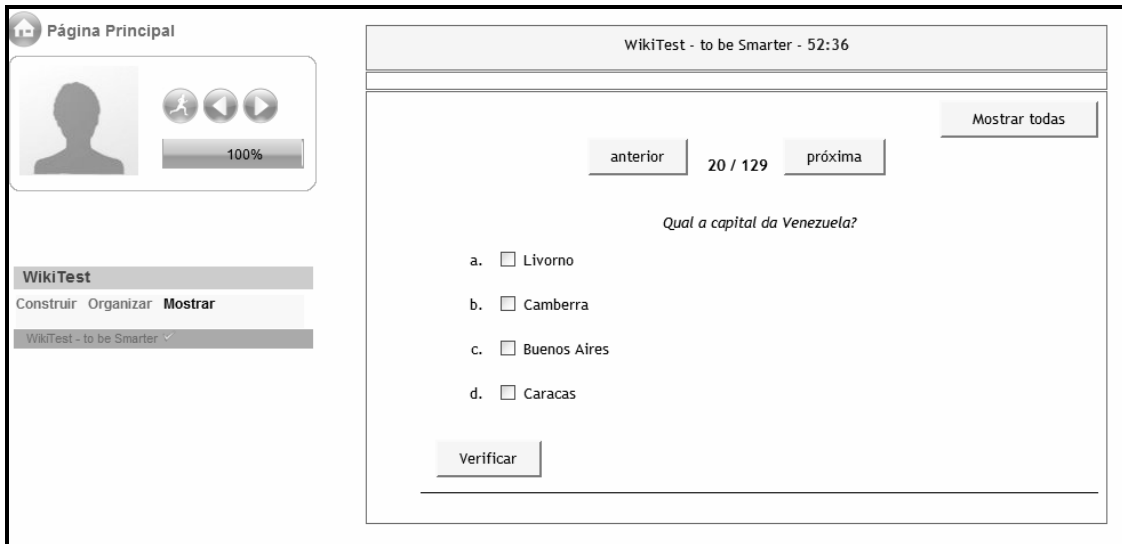 Página Principal
100%
WikiTest
Construir Organizar Mostrar
WikiTest - to be Smarter
WikiTest - to be Smarter - 52:36
Mostrar todas
anterior 20 / 129 próxima
Qual a capital da Venezuela?
a. Livorno
b. Camberra
c. Buenos Aires
d. Caracas
Verificar